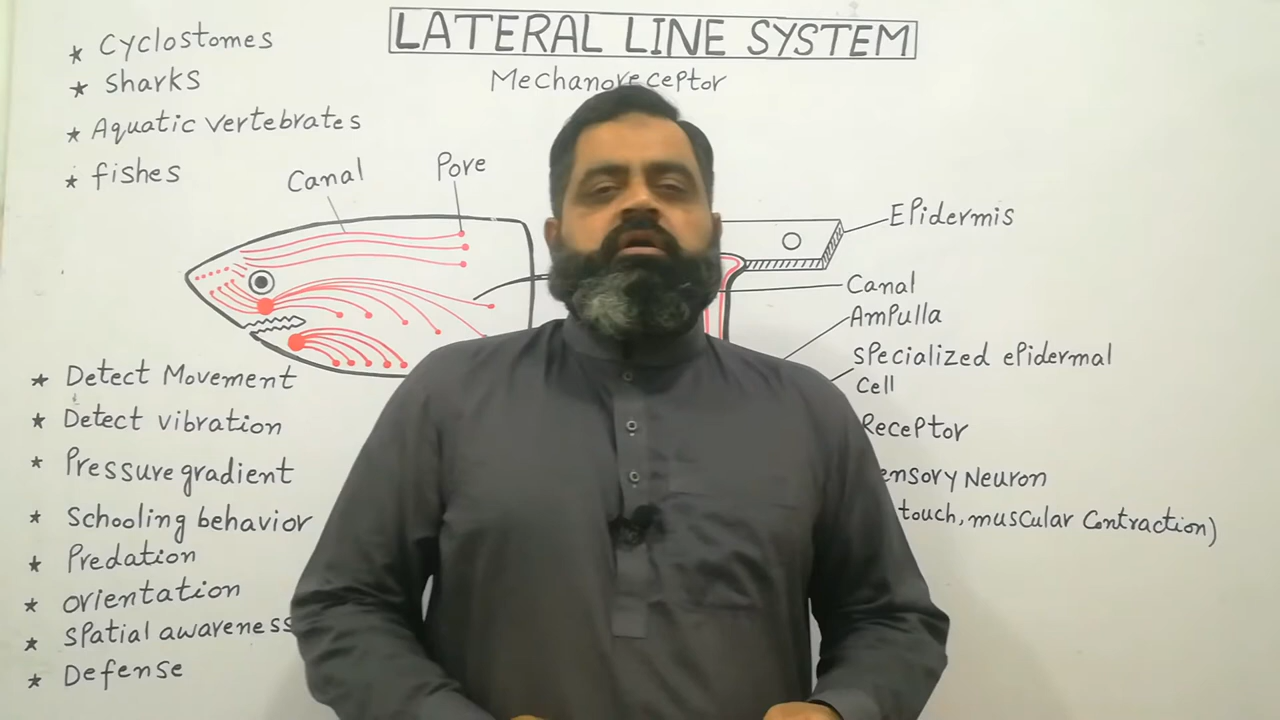 LATERAL LINE SYSTEM
Mechanoreceptor
* Cyclostomes
* Sharks
* Aquatic vertebrates
* fishes
Canal
Pore
Epidermis
Canal
Ampulla
Specialized epidermal
Cell
Receptor
Neuron
touch, muscular Contraction)
* Detect Movement
* Detect vibration
* Pressure gradient
* Schooling behavior
* Predation
* orientation
* Spatial awareness
* Defense